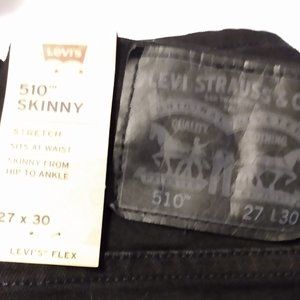 LEVI'S
510™
SKINNY
STRETCH
SITS AT WAIST
SKINNY FROM
HIP TO ANKLE
27 x 30
LEVI'S® FLEX
LEVI STRAUSS & C
QUALITY
CLOTHING
510™
27 L30